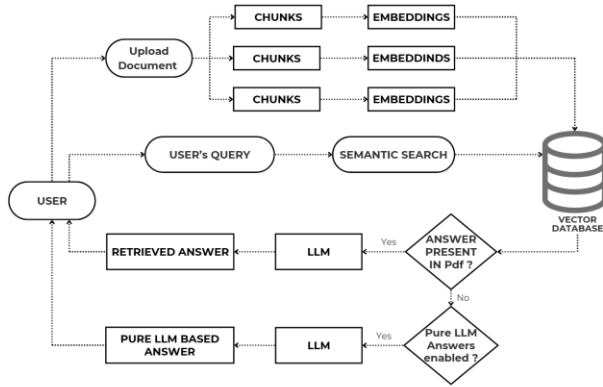 CHUNKS
EMBEDDINGS
Upload
Document
CHUNKS
EMBEDDINDS
CHUNKS
EMBEDDINGS
USER's QUERY
SEMANTIC SEARCH
USER
VECTOR
DATABASE
RETRIEVED ANSWER
LLM
Yes
ANSWER
PRESENT
IN Pdf ?
No
PURE LLM BASED
ANSWER
LLM
Yes
Pure LLM
Answers
enabled ?